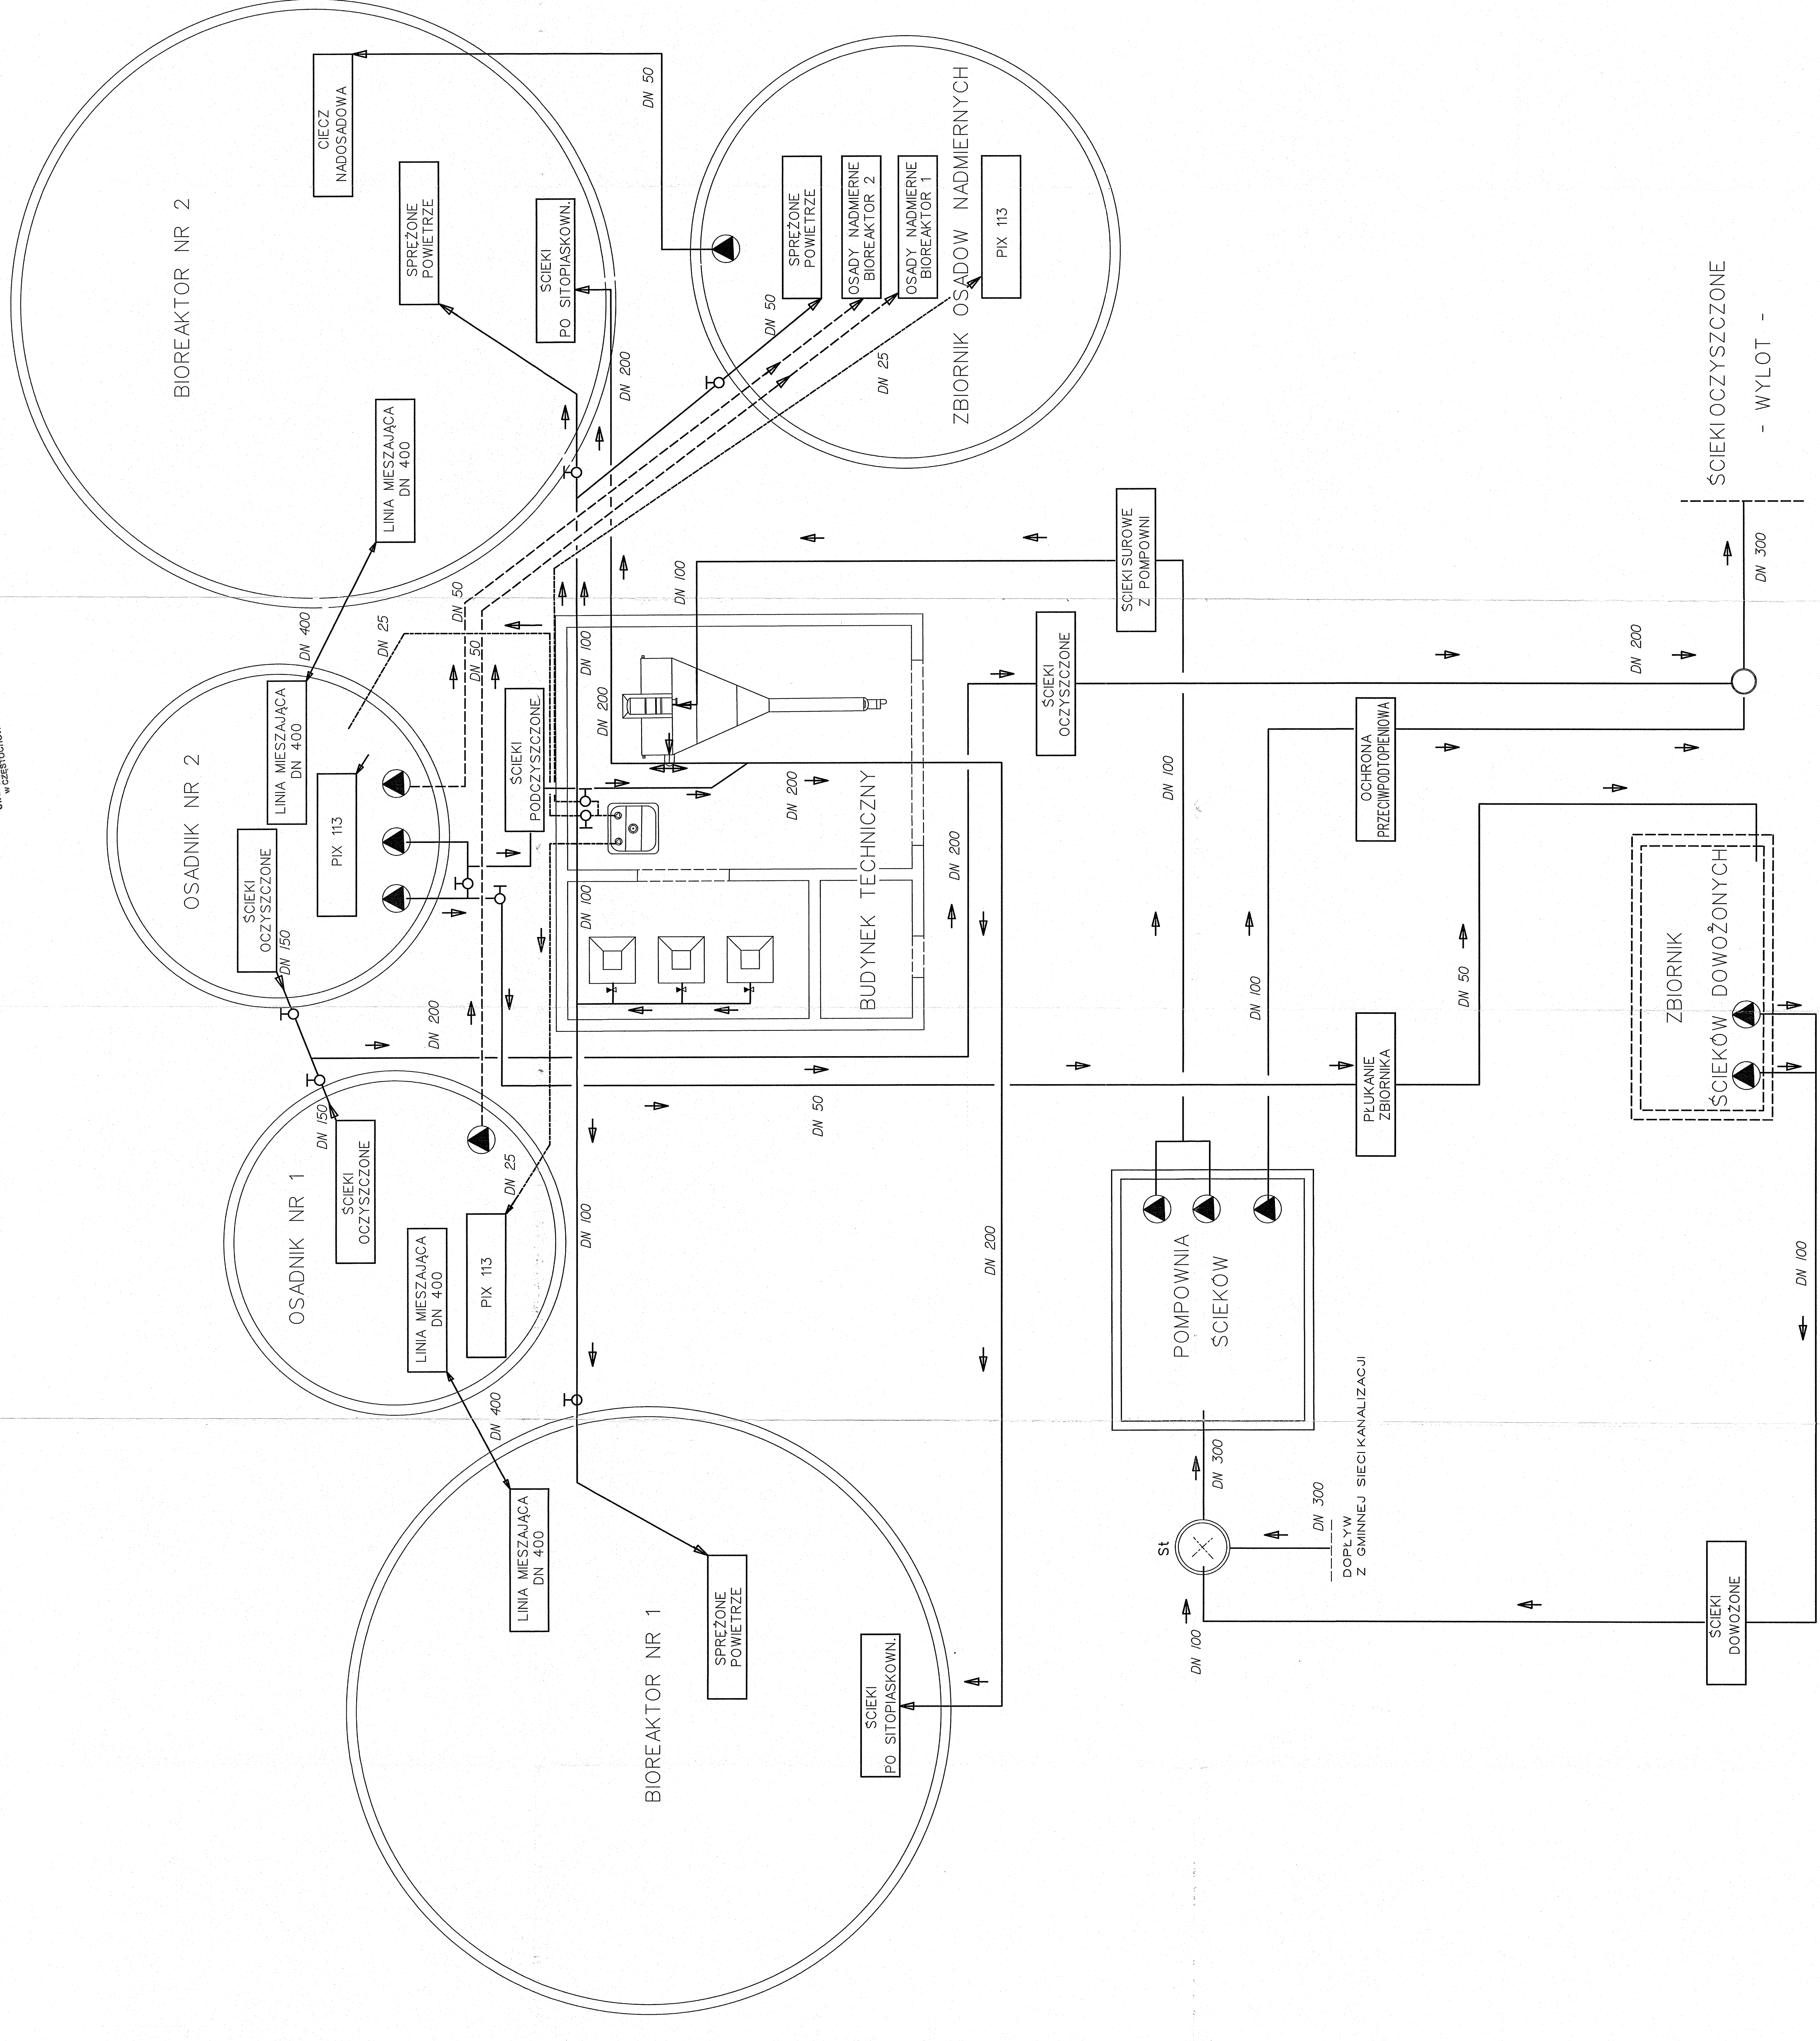 BIOREAKTOR NR 2
CIECZ
NADOSADOWA
SPRĘŻONE
POWIETRZE
ŚCIEKI
PO SITOPIASKOWN.
LINIA MIESZAJĄCA
DN 400
DN 50
DN 200
ZBIORNIK OSADOW NADMIERNYCH
SPRĘŻONE
POWIETRZE
OSADY NADMIERNE
BIOREAKTOR 2
OSADY NADMIERNE
BIOREAKTOR 1
PIX 113
DN 50
DN 25
OSADNIK NR 2
LINIA MIESZAJĄCA
DN 400
PIX 113
ŚCIEKI
OCZYSZCZONE
DN 400
DN 25
DN 50
DN 50
DN 150
ŚCIEKI
PODCZYSZCZONE
DN 100
DN 200
DN 100
DN 200
DN 100
BUDYNEK TECHNICZNY
DN 200
DN 200
OSADNIK NR 1
ŚCIEKI
OCZYSZCZONE
DN 150
LINIA MIESZAJĄCA
DN 400
PIX 113
DN 25
DN 400
DN 100
DN 50
DN 200
BIOREAKTOR NR 1
LINIA MIESZAJĄCA
DN 400
SPRĘŻONE
POWIETRZE
ŚCIEKI
PO SITOPIASKOWN.
ŚCIEKI SUROWE
Z POMPOWNI
ŚCIEKI
OCZYSZCZONE
OCHRONA
PRZECIWPODTOPIENIOWA
PŁUKANIE
ZBIORNIKA
DN 100
DN 100
DN 50
DN 200
DN 300
ŚCIEKI OCZYSZCZONE
- WYLOT -
ZBIORNIK
ŚCIEKÓW DOWOŻONYCH
DN 100
POMPOWNIA
ŚCIEKÓW
DN 300
St
DN 300
DOPŁYW
Z GMINNEJ SIECI KANALIZACJI
DN 100
ŚCIEKI
DOWOŻONE